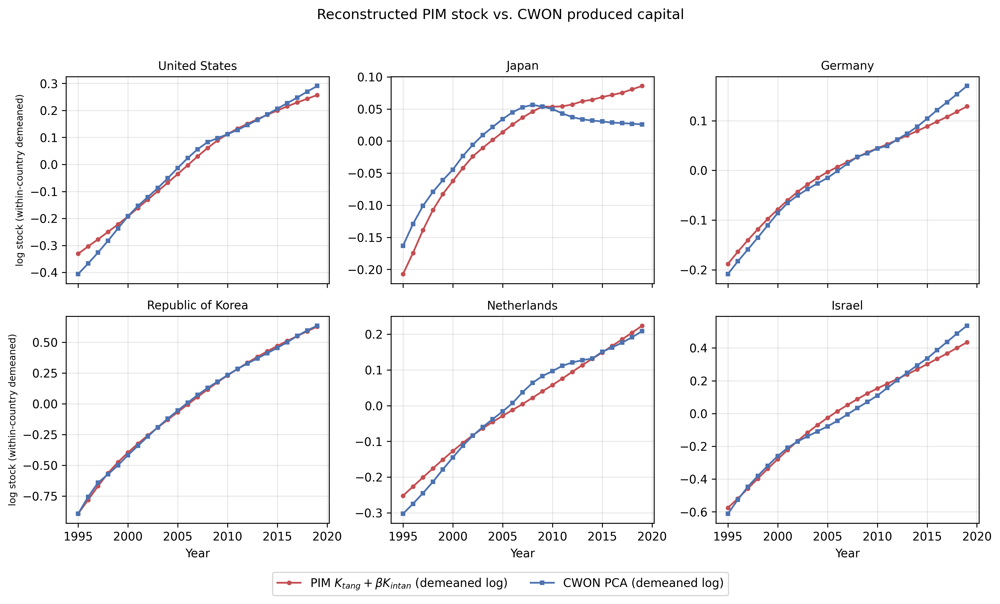 Reconstructed PIM stock vs. CWON produced capital
United States
log stock (within-country demeaned)
0.3
0.2
0.1
0.0
−0.1
−0.2
−0.3
−0.4
Japan
0.10
0.05
0.00
−0.05
−0.10
−0.15
−0.20
Germany
0.1
0.0
−0.1
−0.2
Republic of Korea
log stock (within-country demeaned)
0.50
0.25
0.00
−0.25
−0.50
−0.75
1995 2000 2005 2010 2015 2020
Year
Netherlands
0.2
0.1
0.0
−0.1
−0.2
−0.3
1995 2000 2005 2010 2015 2020
Year
Israel
0.4
0.2
0.0
−0.2
−0.4
−0.6
1995 2000 2005 2010 2015 2020
Year
PIM K_tang + βK_intan (demeaned log)
CWON PCA (demeaned log)